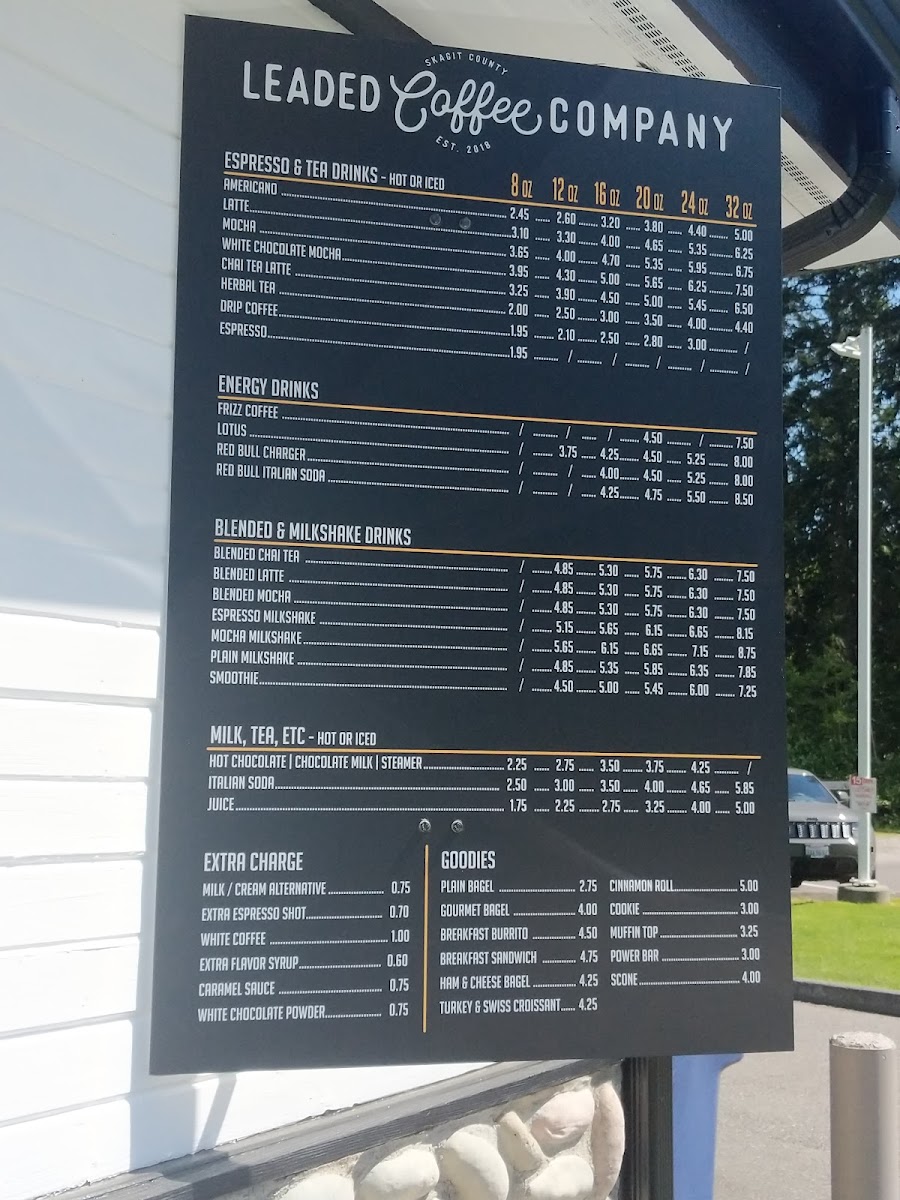 SKAGIT COUNTY
LEADED Coffee COMPANY
EST. 2018
ESPRESSO & TEA DRINKS - HOT OR ICED 8 OZ 12 OZ 16 OZ 20 OZ 24 OZ 32 OZ
AMERICANO 2.45 2.60 3.20 3.80 4.40 5.00
LATTE 3.10 3.30 4.00 4.65 5.35 6.25
MOCHA 3.65 4.00 4.70 5.35 5.95 6.75
WHITE CHOCOLATE MOCHA 3.95 4.30 5.00 5.65 6.25 7.50
CHAI TEA LATTE 3.25 3.90 4.50 5.00 5.45 6.50
HERBAL TEA 2.00 2.50 3.00 3.50 4.00 4.40
DRIP COFFEE 1.95 2.10 2.50 2.80 3.00 /
ESPRESSO 1.95 / / / / /
ENERGY DRINKS
FRIZZ COFFEE / / / 4.50 / 7.50
LOTUS / 3.75 4.25 4.50 5.25 8.00
RED BULL CHARGER / / 4.00 4.50 5.25 8.00
RED BULL ITALIAN SODA / / 4.25 4.75 5.50 8.50
BLENDED & MILKSHAKE DRINKS
BLENDED CHAI TEA / 4.85 5.30 5.75 6.30 7.50
BLENDED LATTE / 4.85 5.30 5.75 6.30 7.50
BLENDED MOCHA / 4.85 5.30 5.75 6.30 7.50
ESPRESSO MILKSHAKE / 5.15 5.65 6.15 6.65 8.15
MOCHA MILKSHAKE / 5.65 6.15 6.65 7.15 8.75
PLAIN MILKSHAKE / 4.85 5.35 5.85 6.35 7.85
SMOOTHIE / 4.50 5.00 5.45 6.00 7.25
MILK, TEA, ETC - HOT OR ICED
HOT CHOCOLATE | CHOCOLATE MILK | STEAMER 2.25 2.75 3.50 3.75 4.25 /
ITALIAN SODA 2.50 3.00 3.50 4.00 4.65 5.85
JUICE 1.75 2.25 2.75 3.25 4.00 5.00
EXTRA CHARGE
MILK / CREAM ALTERNATIVE 0.75
EXTRA ESPRESSO SHOT 0.70
WHITE COFFEE 1.00
EXTRA FLAVOR SYRUP 0.60
CARAMEL SAUCE 0.75
WHITE CHOCOLATE POWDER 0.75
GOODIES
PLAIN BAGEL 2.75
GOURMET BAGEL 4.00
BREAKFAST BURRITO 4.50
BREAKFAST SANDWICH 4.75
HAM & CHEESE BAGEL 4.25
TURKEY & SWISS CROISSANT 4.25
CINNAMON ROLL 5.00
COOKIE 3.00
MUFFIN TOP 3.25
POWER BAR 3.00
SCONE 4.00
15